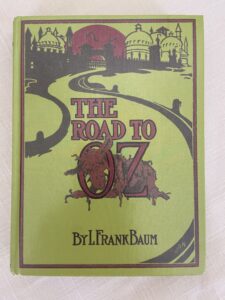 THE
ROAD TO
OZ
BY L. FRANK BAUM